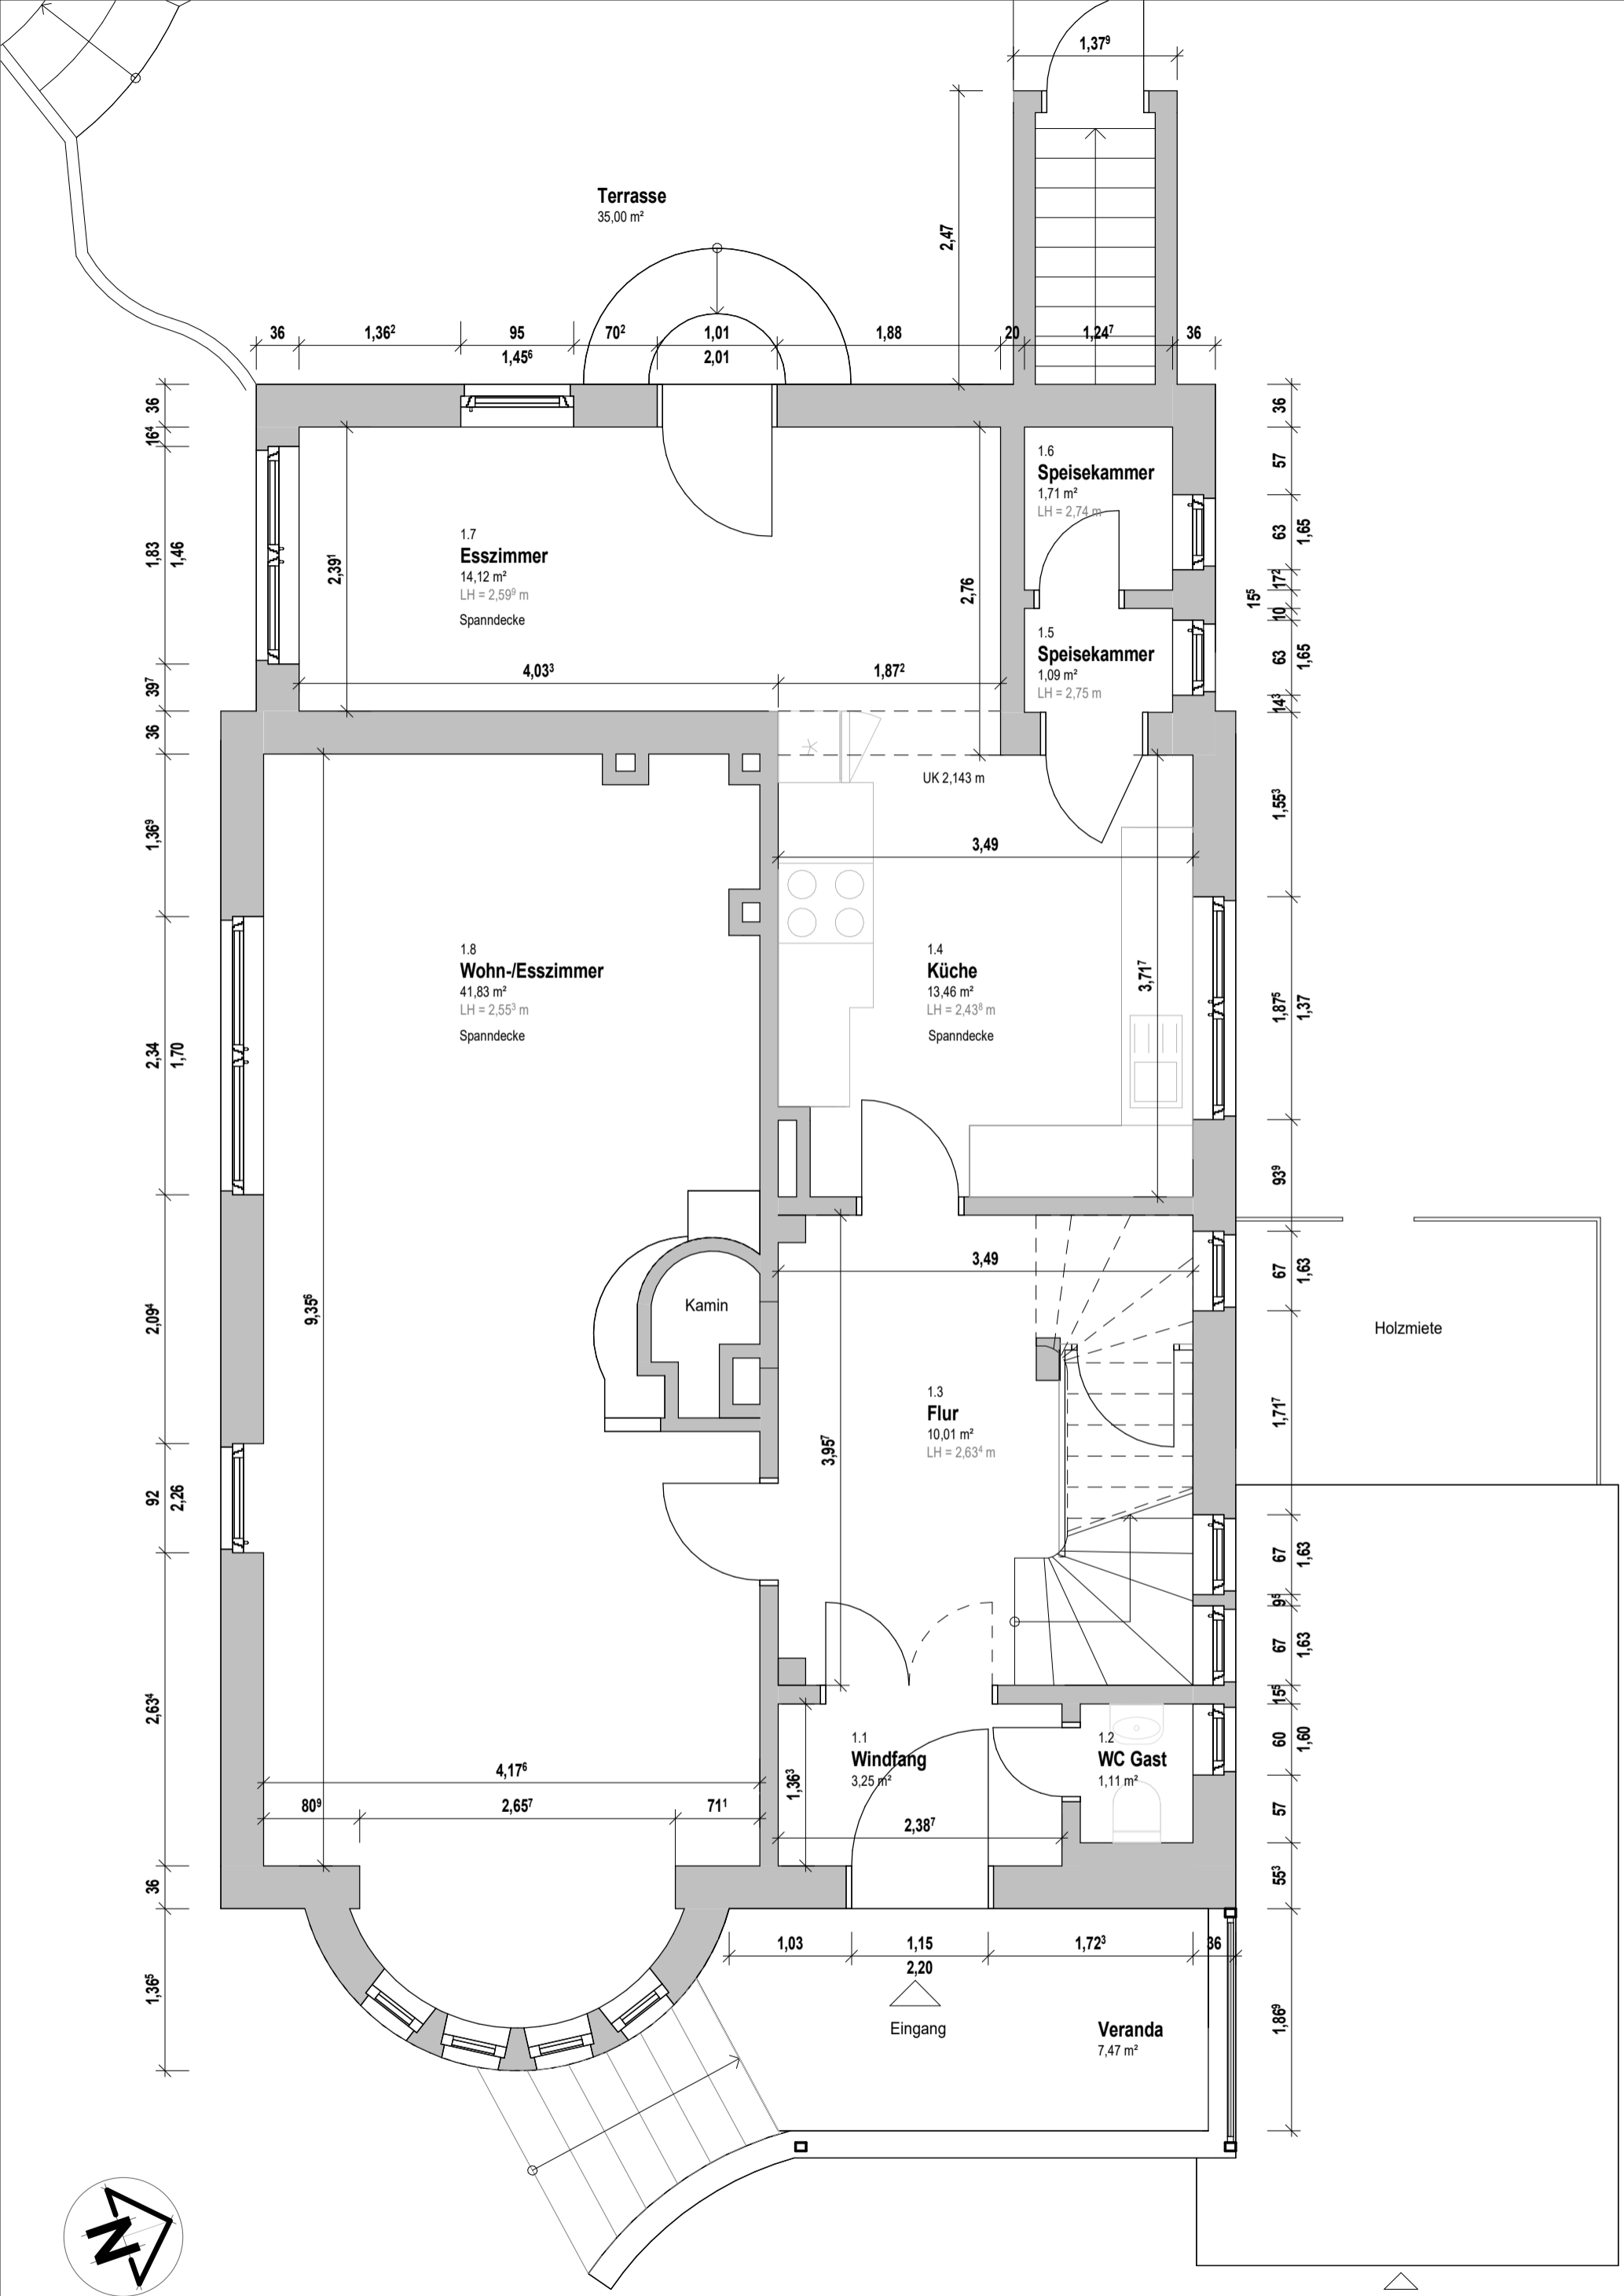 1,37⁹
2,47
Terrasse
35,00 m²
36
1,36²
95
70²
1,01
1,88
20
1,24⁷
36
1,45⁶
2,01
36
16⁴
1,83
1,46
39⁷
36
1,36⁹
2,34
1,70
2,09⁴
92
2,26
2,63⁴
36
1,36⁵
36
57
63
1,65
17²
15⁵
10
63
1,65
14³
1,55³
1,87⁵
1,37
93⁹
67
1,63
1,71⁷
67
1,63
9⁵
67
1,63
15⁵
60
1,60
57
55³
1,86⁹
2,39¹
1.7
Esszimmer
14,12 m²
LH = 2,59⁹ m
Spanndecke
2,76
4,03³
1,87²
1.6
Speisekammer
1,71 m²
LH = 2,74 m
1.5
Speisekammer
1,09 m²
LH = 2,75 m
UK 2,143 m
3,49
1.8
Wohn-/Esszimmer
41,83 m²
LH = 2,55³ m
Spanndecke
1.4
Küche
13,46 m²
LH = 2,43⁸ m
Spanndecke
3,71⁷
9,35⁶
Kamin
3,49
Holzmiete
1.3
Flur
10,01 m²
LH = 2,63⁴ m
3,95⁷
1.1
Windfang
3,25 m²
1.2
WC Gast
1,11 m²
1,36³
2,38⁷
4,17⁶
80⁹
2,65⁷
71¹
1,03
1,15
1,72³
36
2,20
Eingang
Veranda
7,47 m²
N